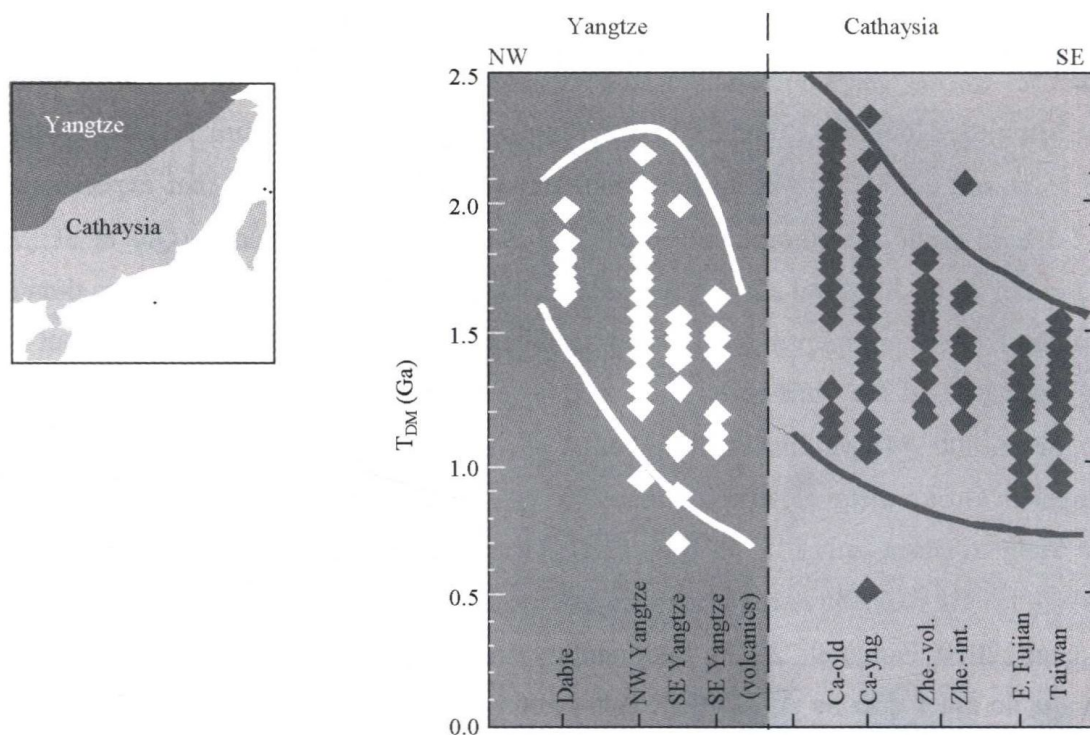 Yangtze
Cathaysia
NW
SE
Yangtze
Cathaysia
2.5
2.0
1.5
1.0
0.5
0.0
T_DM (Ga)
Dabie
NW Yangtze
SE Yangtze
SE Yangtze
(volcanics)
Ca-old
Ca-yng
Zhe.-vol.
Zhe.-int.
E. Fujian
Taiwan